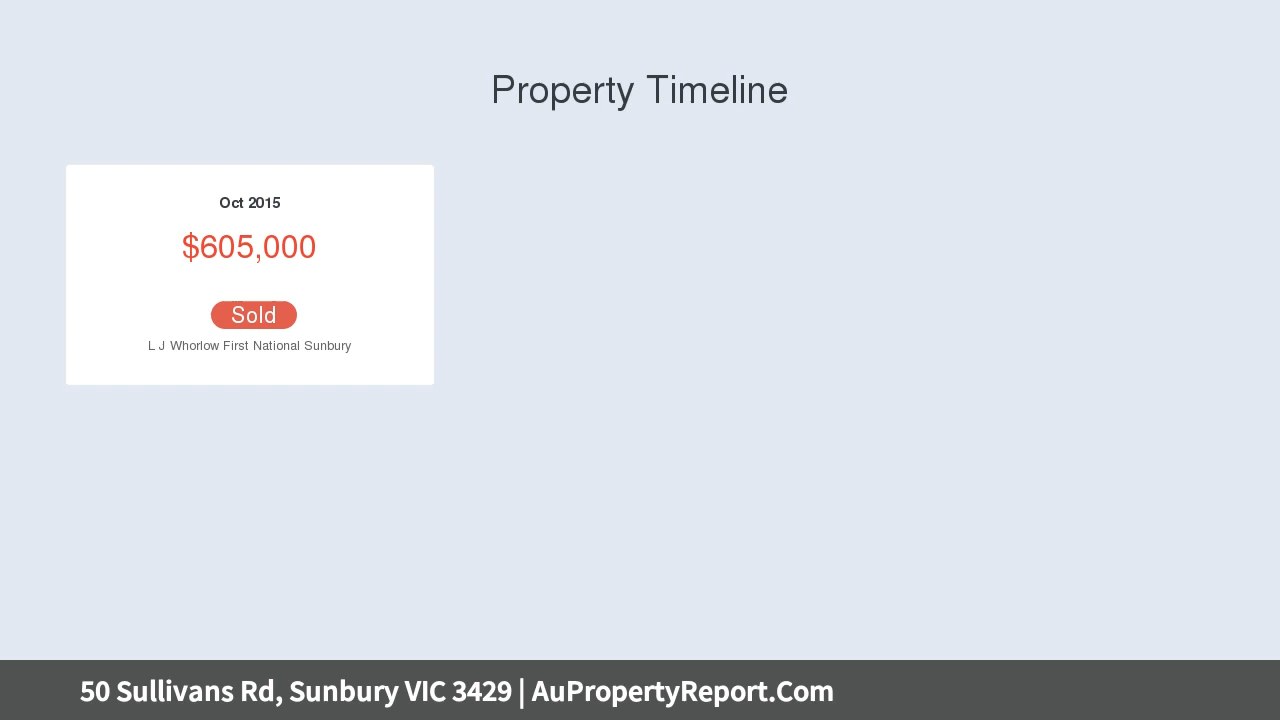 Property Timeline
Oct 2015
$605,000
Sold
L J Whorlow First National Sunbury
50 Sullivans Rd, Sunbury VIC 3429 | AuPropertyReport.Com